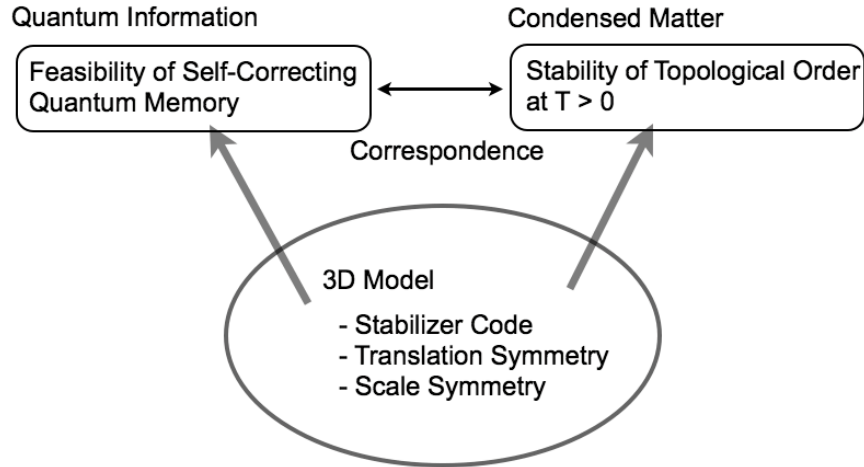 Quantum Information
Condensed Matter
Feasibility of Self-Correcting
Quantum Memory
Stability of Topological Order
at T > 0
Correspondence
3D Model
- Stabilizer Code
- Translation Symmetry
- Scale Symmetry